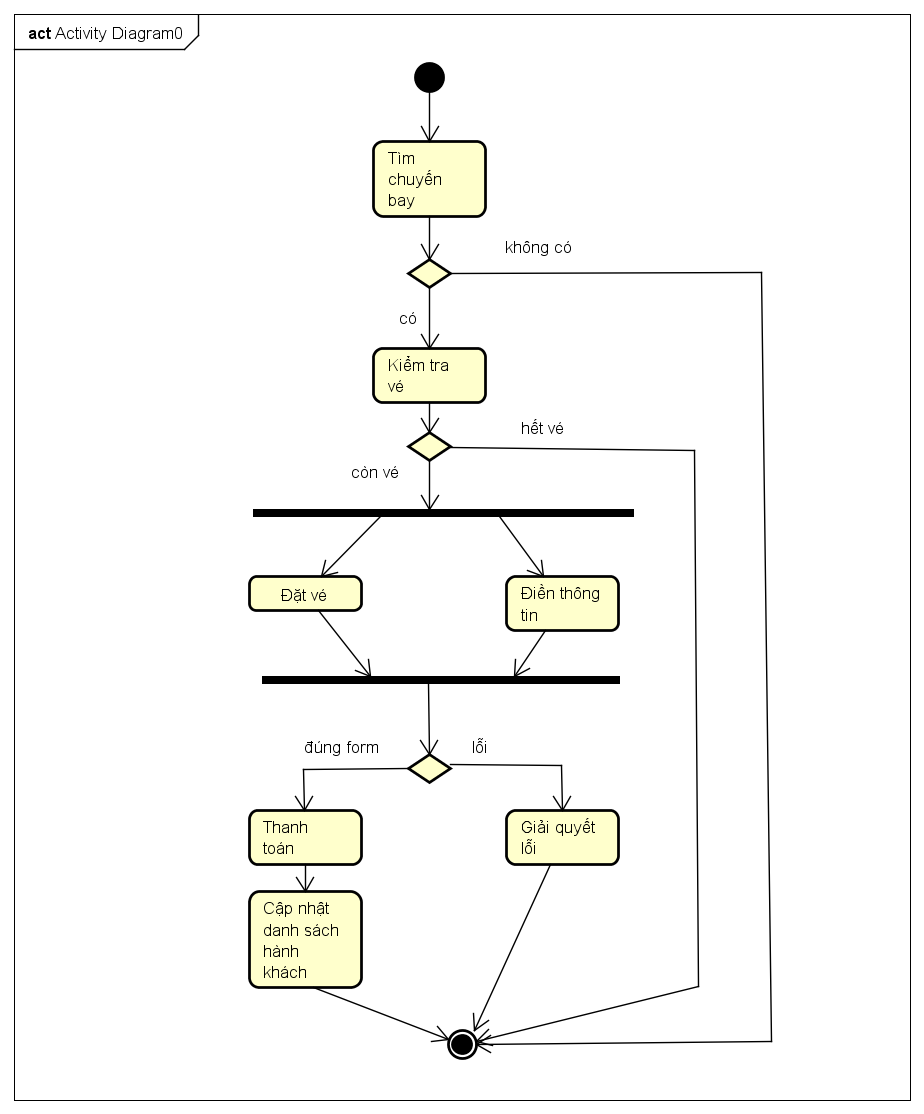 act Activity Diagram0
Tìm
chuyến
bay
không có
có
Kiểm tra
vé
hết vé
còn vé
Đặt vé
Điền thông
tin
đúng form
lỗi
Thanh
toán
Giải quyết
lỗi
Cập nhật
danh sách
hành
khách